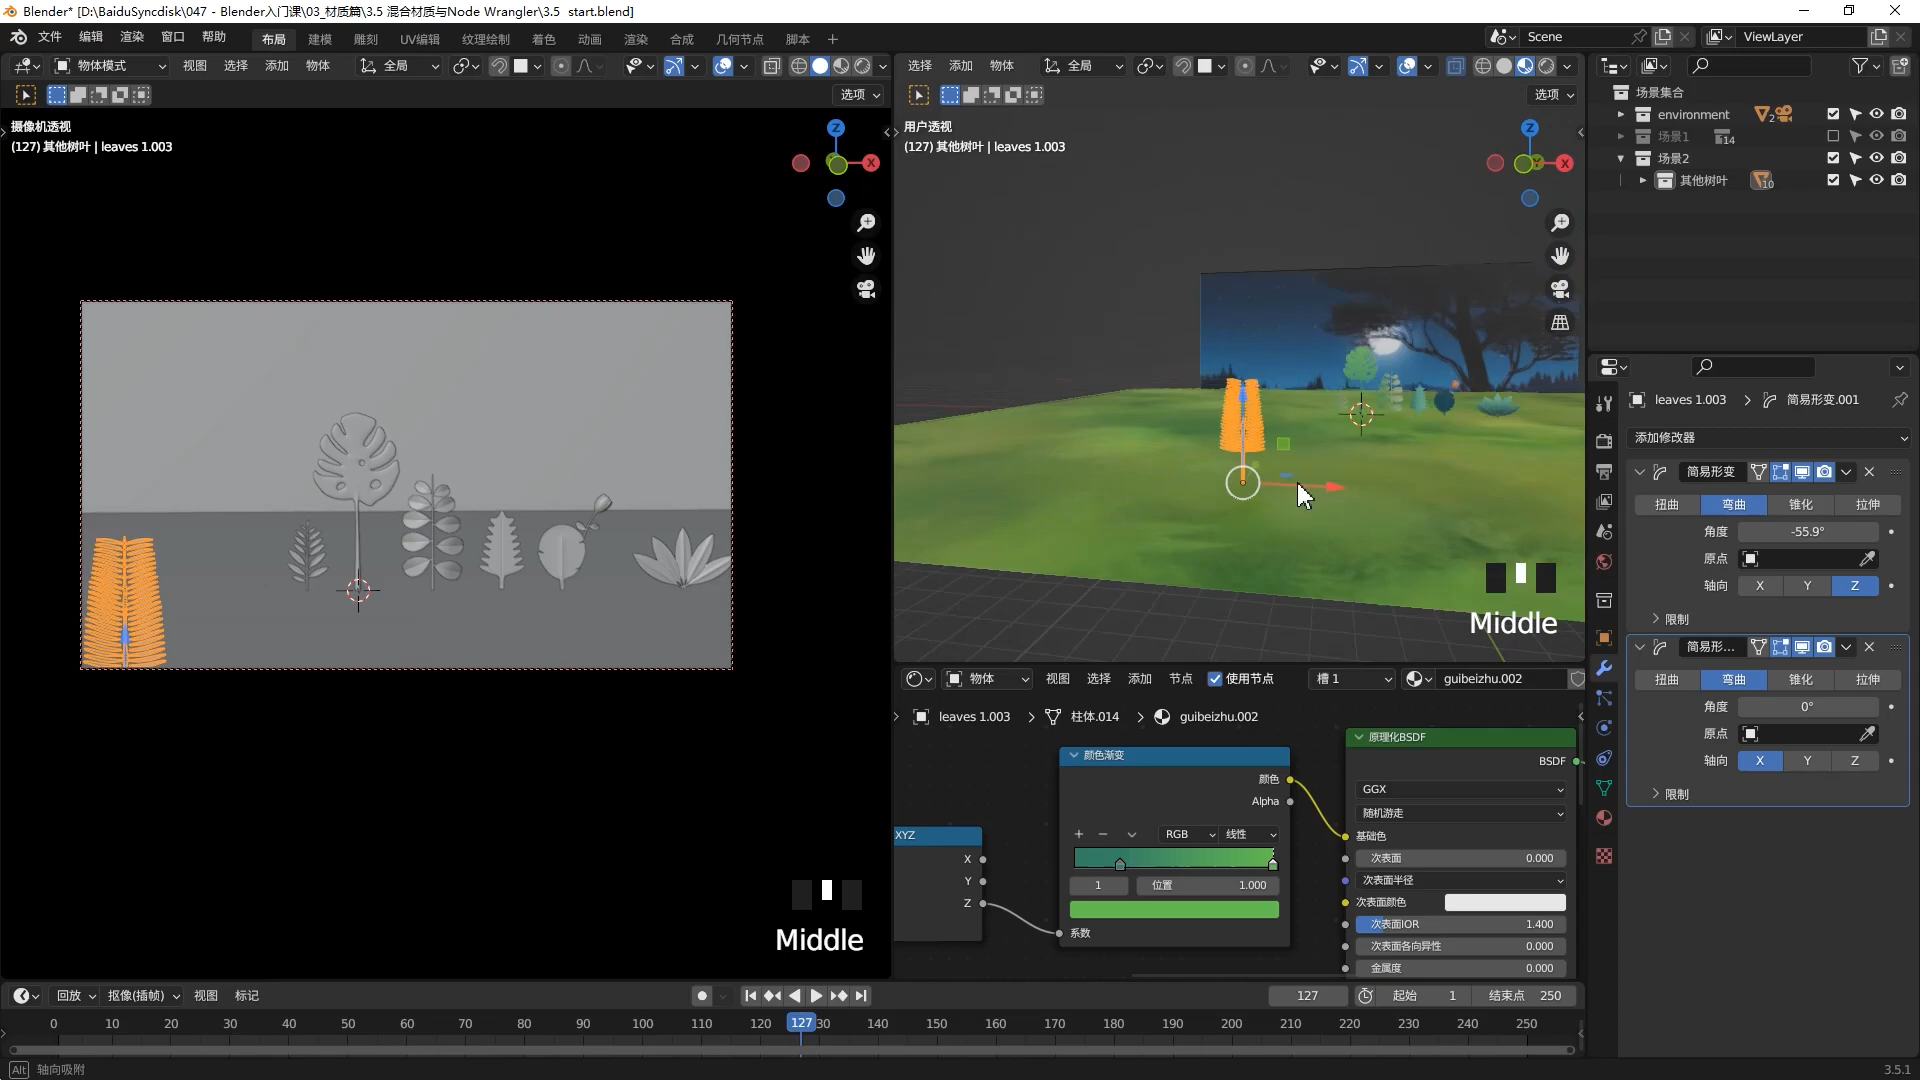 Blender* [D:\BaiduSyncdisk\047 - Blender入门课\03_材质篇\3.5 混合材质与Node Wrangler\3.5  start.blend]
文件 编辑 渲染 窗口 帮助 布局 建模 雕刻 UV编辑 纹理绘制 着色 动画 渲染 合成 几何节点 脚本 + Scene ViewLayer
物体模式 视图 选择 添加 物体 全局
选项
摄像机透视
(127) 其他树叶 | leaves 1.003
Z
X
Middle
选择 添加 物体 全局
选项
用户透视
(127) 其他树叶 | leaves 1.003
Z
X
Middle
场景集合
environment 2
场景1 14
场景2
其他树叶 10
leaves 1.003 > 简易形变.001
添加修改器
简易形变
扭曲 弯曲 锥化 拉伸
角度 -55.9°
原点
轴向 X Y Z
限制
简易形...
扭曲 弯曲 锥化 拉伸
角度 0°
原点
轴向 X Y Z
限制
物体 视图 选择 添加 节点 使用节点 槽 1 guibeizhu.002
leaves 1.003 > 柱体.014 > guibeizhu.002
XYZ
X
Y
Z
颜色渐变
颜色
Alpha
+ − RGB 线性
1 位置 1.000
系数
原理化BSDF
BSDF
GGX
随机游走
基础色
次表面 0.000
次表面半径
次表面颜色
次表面IOR 1.400
次表面各向异性 0.000
金属度 0.000
回放 抠像(插帧) 视图 标记 127 起始 1 结束点 250
0 10 20 30 40 50 60 70 80 90 100 110 120 127 30 140 150 160 170 180 190 200 210 220 230 240 250
Alt 轴向吸附
3.5.1